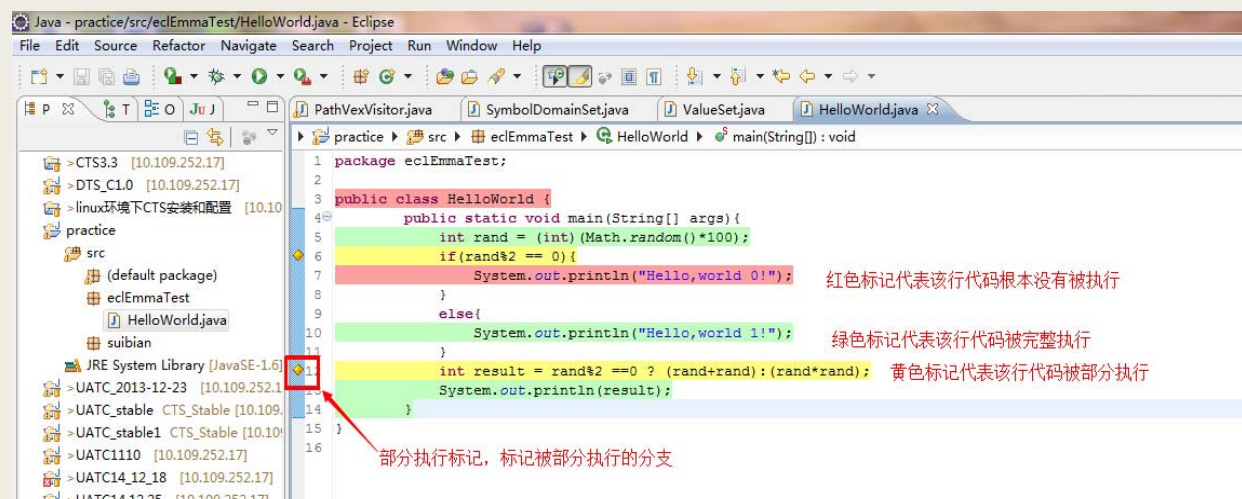 Java - practice/src/eclEmmaTest/HelloWorld.java - Eclipse
File Edit Source Refactor Navigate Search Project Run Window Help
P T E O Ju J
PathVexVisitor.java SymbolDomainSet.java ValueSet.java HelloWorld.java
practice src eclEmmaTest HelloWorld main(String[]) : void
>CTS3.3 [10.109.252.17]
>DTS_C1.0 [10.109.252.17]
>linux环境下CTS安装和配置 [10.10
practice
src
(default package)
eclEmmaTest
HelloWorld.java
suibian
JRE System Library [JavaSE-1.6]
>UATC_2013-12-23 [10.109.252.1
>UATC_stable CTS_Stable [10.109.
>UATC_stable1 CTS_Stable [10.10
>UATC1110 [10.109.252.17]
>UATC14_12_18 [10.109.252.17]
>UATC14.12.25 [10.109.252.17]
1 package eclEmmaTest;
2
3 public class HelloWorld {
4 public static void main(String[] args){
5 int rand = (int)(Math.random()*100);
6 if(rand%2 == 0){
7 System.out.println("Hello,world 0!"); 红色标记代表该行代码根本没有被执行
8 }
9 else{
10 System.out.println("Hello,world 1!"); 绿色标记代表该行代码被完整执行
11 }
12 int result = rand%2 ==0 ? (rand+rand):(rand*rand); 黄色标记代表该行代码被部分执行
13 System.out.println(result);
14 }
15 }
16
部分执行标记，标记被部分执行的分支